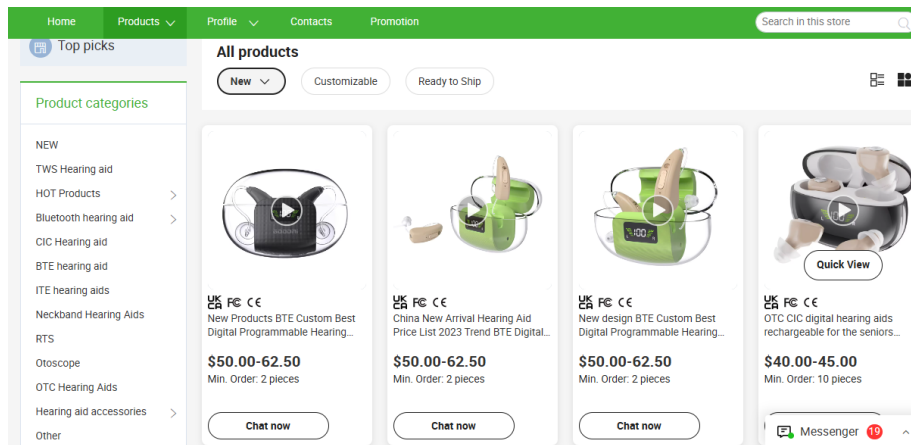 Home Products Profile Contacts Promotion Search in this store
Top picks
All products
New Customizable Ready to Ship
Product categories
NEW
TWS Hearing aid
HOT Products
Bluetooth hearing aid
CIC Hearing aid
BTE hearing aid
ITE hearing aids
Neckband Hearing Aids
RTS
Otoscope
OTC Hearing Aids
Hearing aid accessories
Other
UK CA FC CE
New Products BTE Custom Best
Digital Programmable Hearing...
$50.00-62.50
Min. Order: 2 pieces
Chat now
100
UK CA FC CE
China New Arrival Hearing Aid
Price List 2023 Trend BTE Digital...
$50.00-62.50
Min. Order: 2 pieces
Chat now
100
UK CA FC CE
New design BTE Custom Best
Digital Programmable Hearing...
$50.00-62.50
Min. Order: 2 pieces
Chat now
100
Quick View
UK CA FC CE
OTC CIC digital hearing aids
rechargeable for the seniors...
$40.00-45.00
Min. Order: 10 pieces
Messenger 19